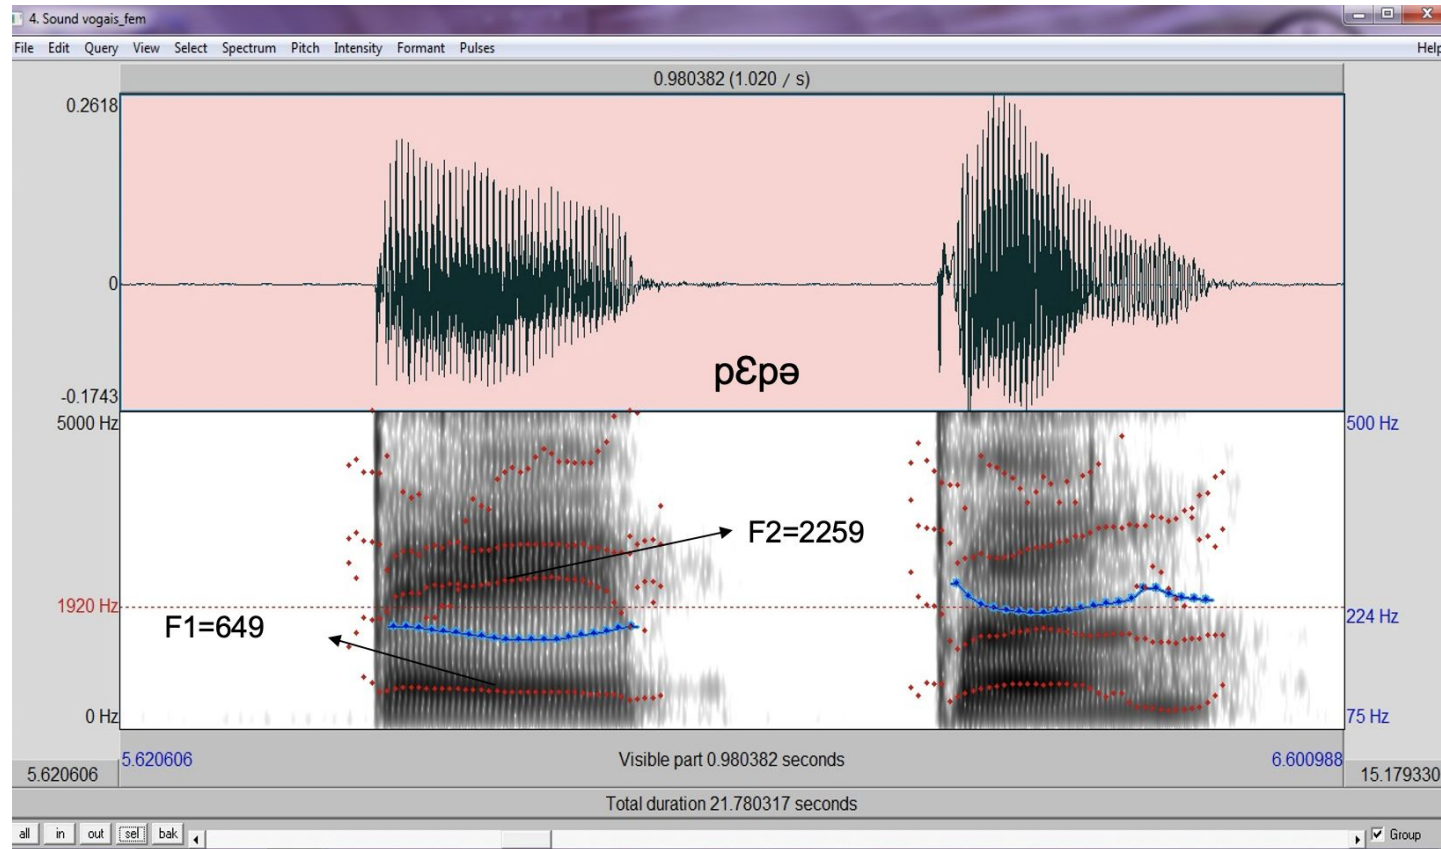 4. Sound vogais_fem
File Edit Query View Select Spectrum Pitch Intensity Formant Pulses Help
0.980382 (1.020 / s)
0.2618
0
-0.1743
pƐpə
5000 Hz 500 Hz
F2=2259
1920 Hz 224 Hz
F1=649
0 Hz 75 Hz
5.620606 5.620606 Visible part 0.980382 seconds 6.600988 15.179330
Total duration 21.780317 seconds
all in out sel bak Group